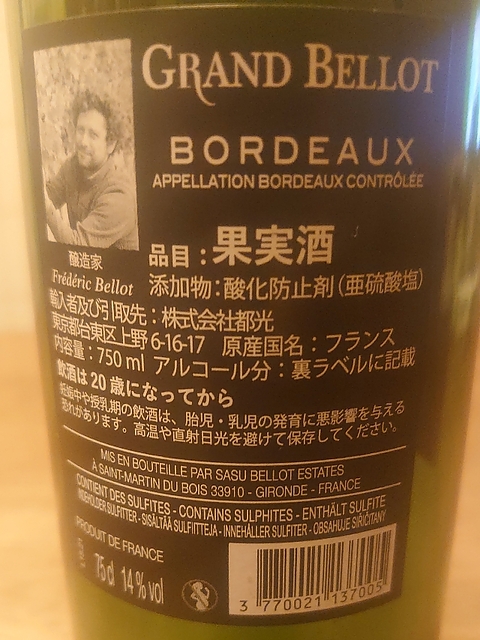 GRAND BELLOT
BORDEAUX
APPELLATION BORDEAUX CONTRÔLÉE
醸造家
Frédéric Bellot
品目：果実酒
添加物：酸化防止剤（亜硫酸塩）
輸入者及び引取先：株式会社都光
東京都台東区上野6-16-17 原産国名：フランス
内容量：750 ml アルコール分：裏ラベルに記載
飲酒は20歳になってから
妊娠中や授乳期の飲酒は、胎児・乳児の発育に悪影響を与える
恐れがあります。高温や直射日光を避けて保存してください。
MIS EN BOUTEILLE PAR SASU BELLOT ESTATES
À SAINT-MARTIN DU BOIS 33910 - GIRONDE - FRANCE
CONTIENT DES SULFITES - CONTAINS SULPHITES - ENTHÄLT SULFITE
INDEHOLDER SULFITTER - SISÄLTÄÄ SULFIITTEJA - INNEHÅLLER SULFITER - OBSAHUJE SIŘIČITANY
PRODUIT DE FRANCE
75cl 14% vol
3 770021 137005